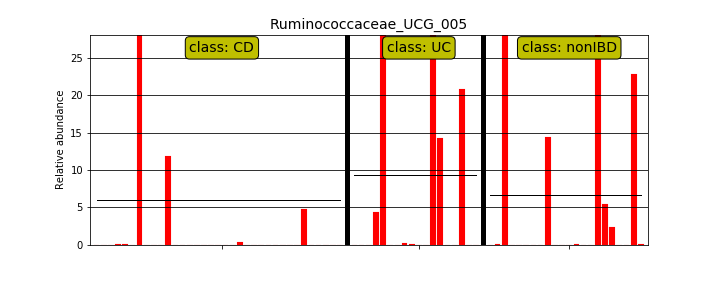 Ruminococcaceae_UCG_005
class: CD
class: UC
class: nonIBD
Relative abundance
25
20
15
10
5
0